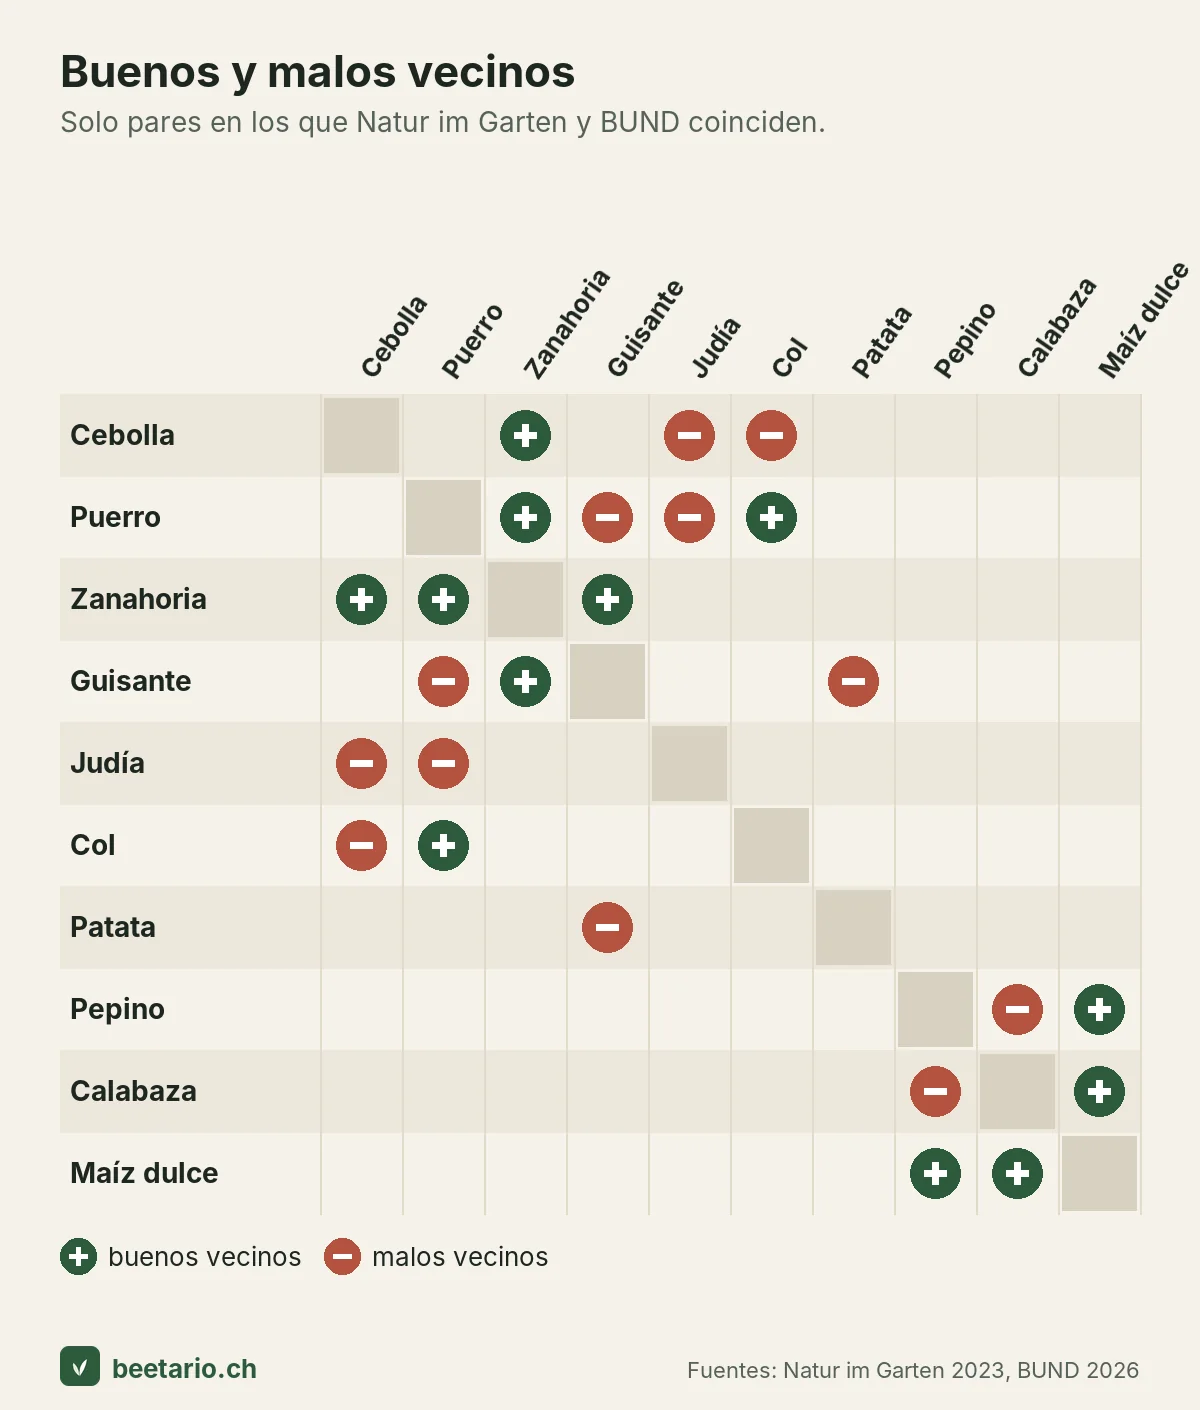 Buenos y malos vecinos
Solo pares en los que Natur im Garten y BUND coinciden.
Cebolla
Puerro
Zanahoria
Guisante
Judía
Col
Patata
Pepino
Calabaza
Maíz dulce
Cebolla
Puerro
Zanahoria
Guisante
Judía
Col
Patata
Pepino
Calabaza
Maíz dulce
buenos vecinos
malos vecinos
beetario.ch
Fuentes: Natur im Garten 2023, BUND 2026